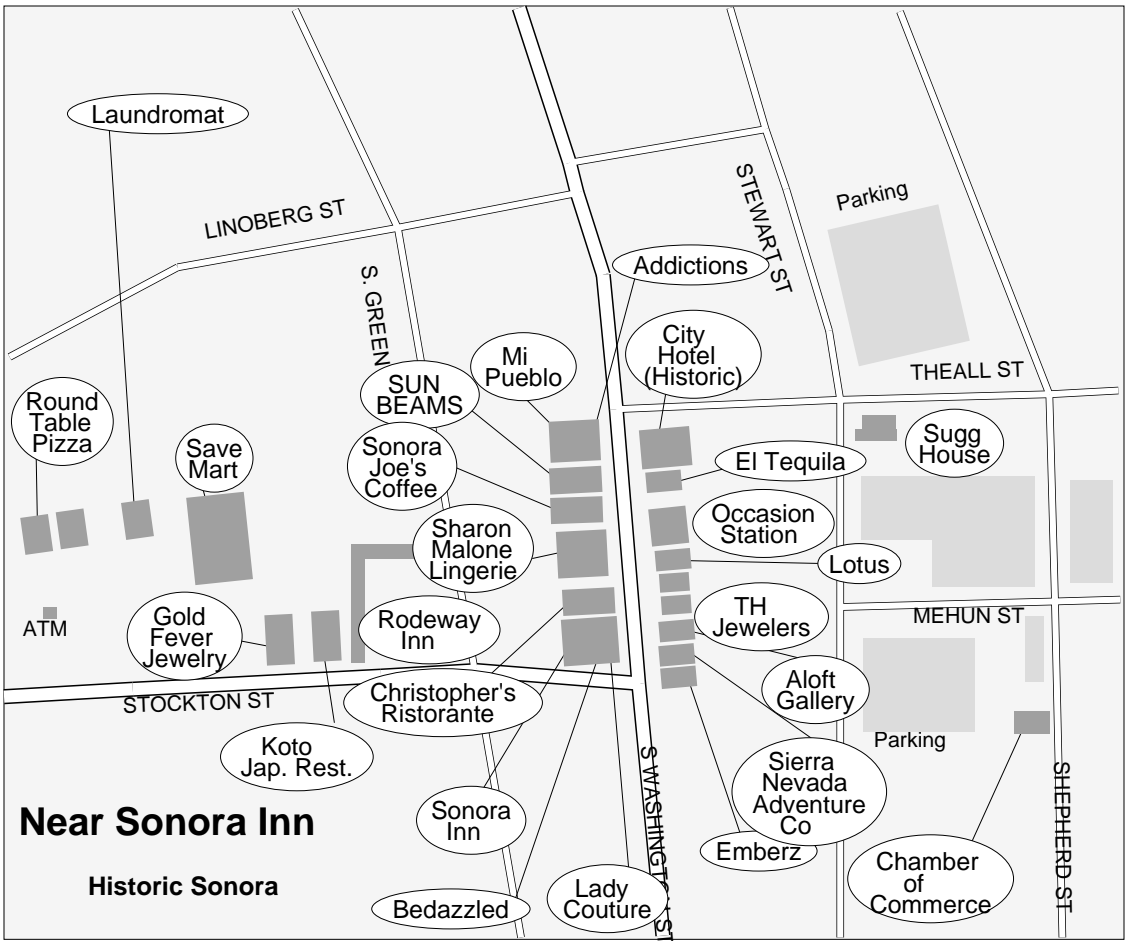 Laundromat
LINOBERG ST
STEWART ST
Parking
Addictions
S. GREEN
City
Hotel
(Historic)
Mi
Pueblo
THEALL ST
SUN
BEAMS
Round
Table
Pizza
Save
Mart
Sonora
Joe's
Coffee
El Tequila
Sugg
House
Occasion
Station
Sharon
Malone
Lingerie
Lotus
ATM
Gold
Fever
Jewelry
Rodeway
Inn
TH
Jewelers
MEHUN ST
STOCKTON ST
Christopher's
Ristorante
Aloft
Gallery
Koto
Jap. Rest.
Parking
Sierra
Nevada
Adventure
Co
S WASHINGTON ST
SHEPHERD ST
Near Sonora Inn
Sonora
Inn
Emberz
Historic Sonora
Bedazzled
Lady
Couture
Chamber
of
Commerce